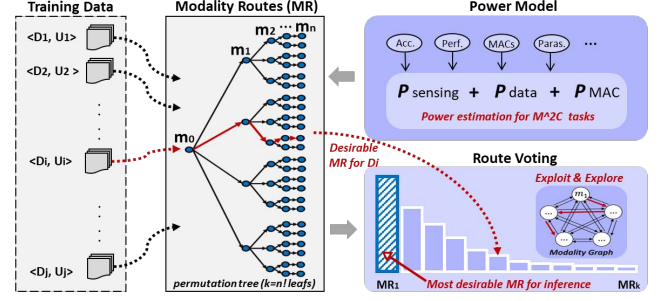 Training Data
<D1, U1>
<D2, U2 >
<Di, Ui>
<Dj, Uj>
Modality Routes (MR)
m0
m1
m2 ... mn
permutation tree (k=n! leafs)
Desirable
MR for Di
Power Model
Acc.
Perf.
MACs
Paras.
...
P sensing + P data + P MAC
Power estimation for M^2C tasks
Route Voting
Exploit & Explore
m1
...
...
...
...
Modality Graph
Most desirable MR for inference
MR1
MRk